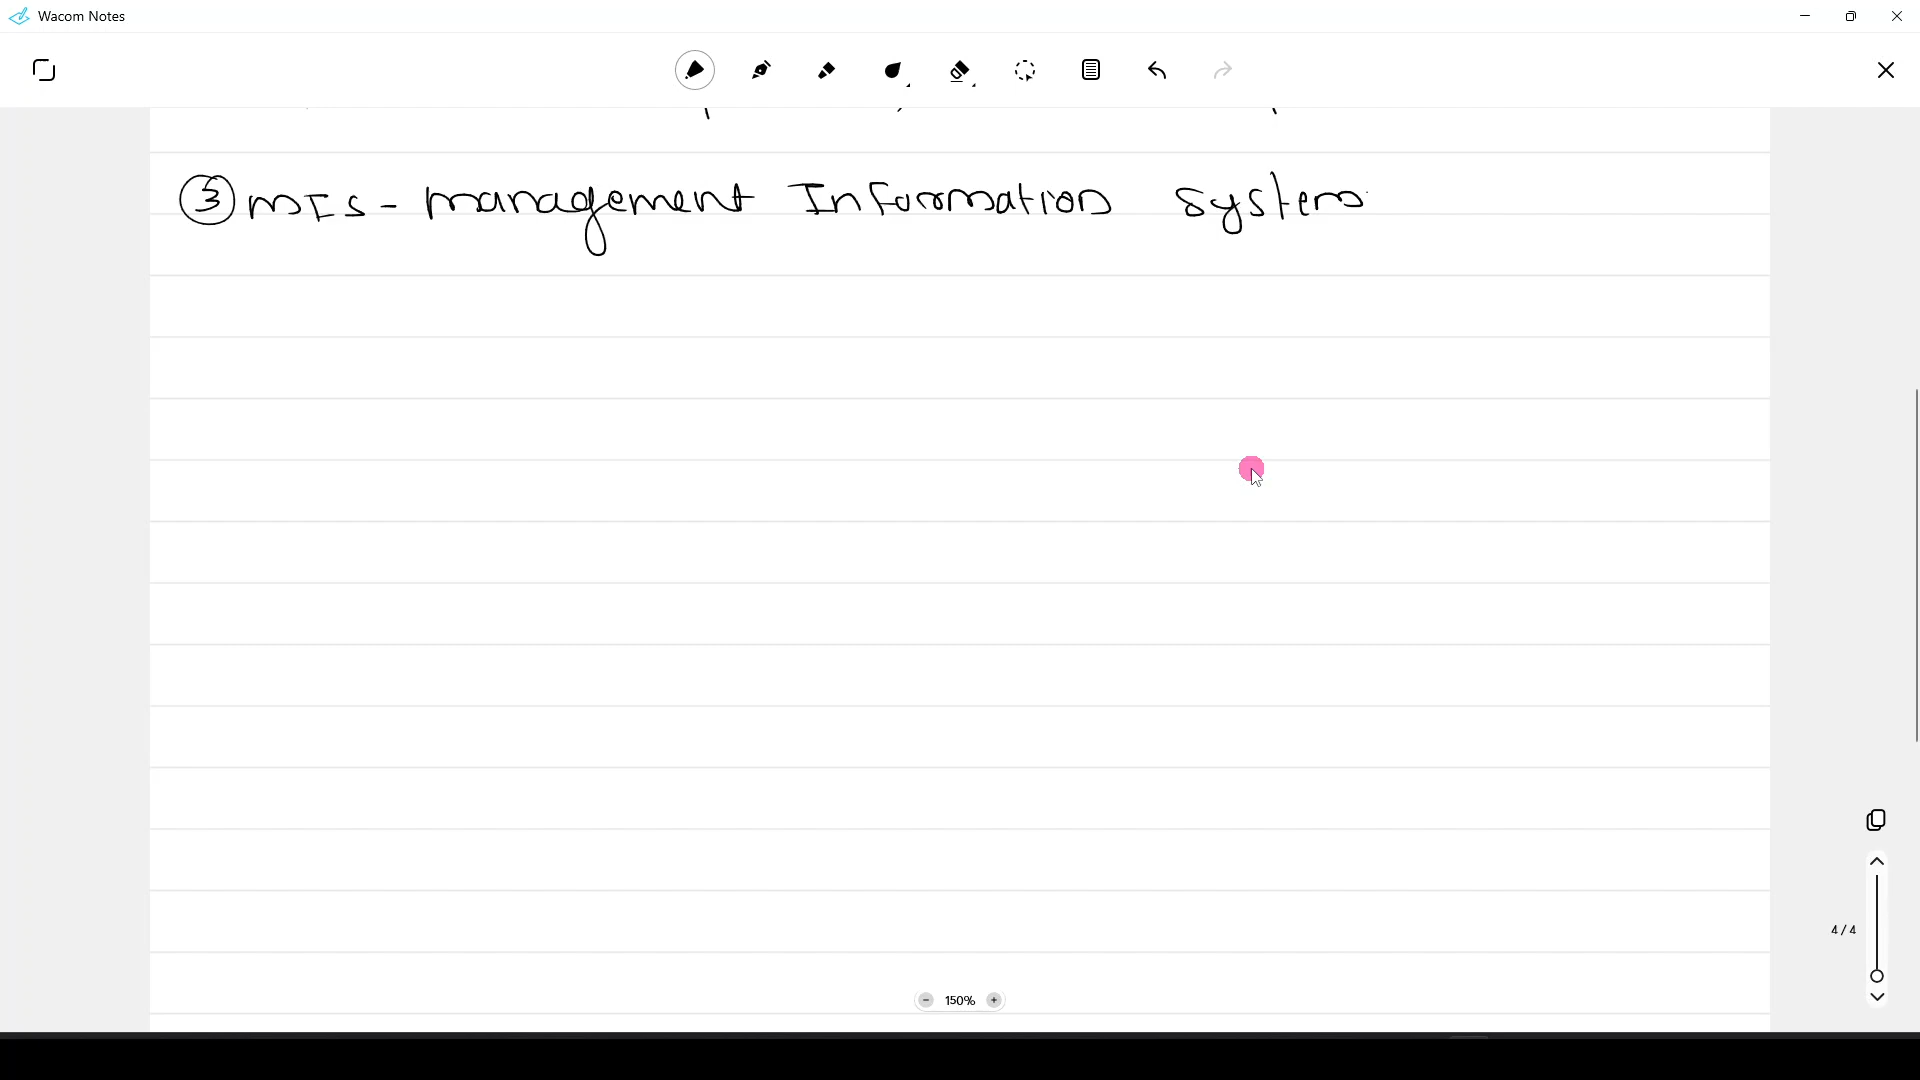 Wacom Notes
③ MIS - management Information System
4 / 4
150%